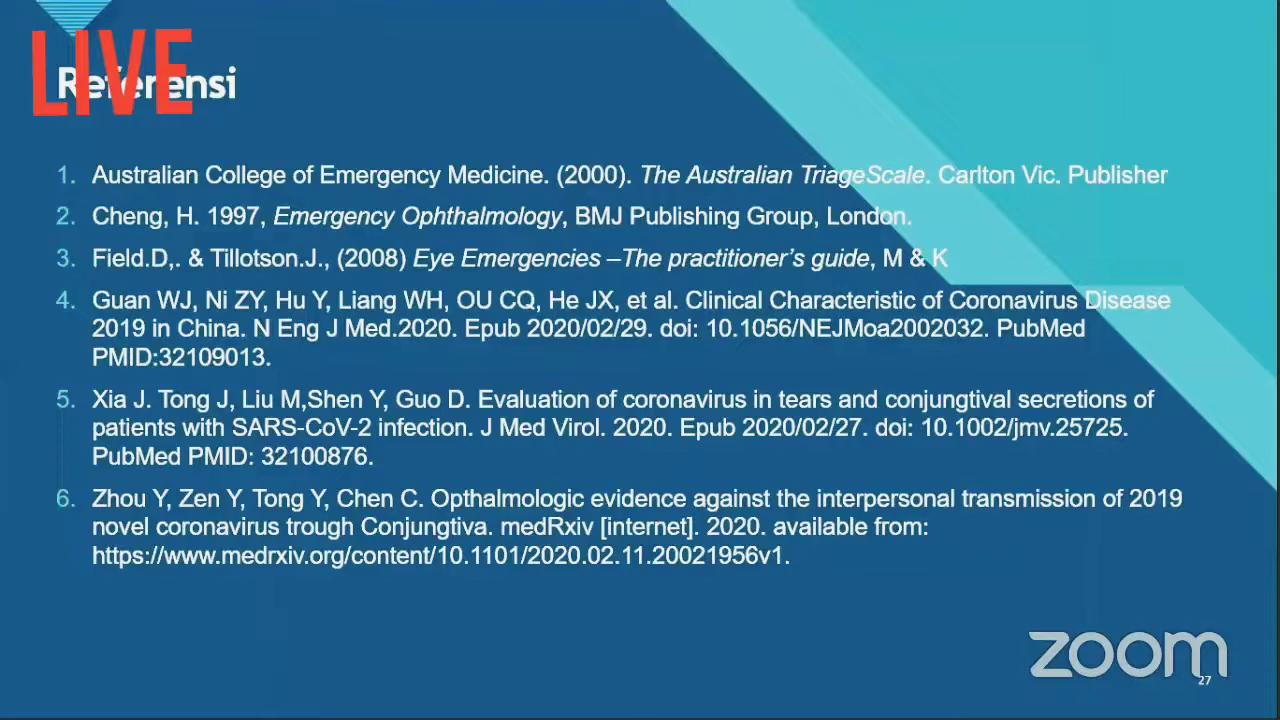 LIVE
Referensi
1. Australian College of Emergency Medicine. (2000). The Australian TriageScale. Carlton Vic. Publisher
2. Cheng, H. 1997, Emergency Ophthalmology, BMJ Publishing Group, London.
3. Field.D,. & Tillotson.J., (2008) Eye Emergencies –The practitioner's guide, M & K
4. Guan WJ, Ni ZY, Hu Y, Liang WH, OU CQ, He JX, et al. Clinical Characteristic of Coronavirus Disease
2019 in China. N Eng J Med.2020. Epub 2020/02/29. doi: 10.1056/NEJMoa2002032. PubMed
PMID:32109013.
5. Xia J. Tong J, Liu M,Shen Y, Guo D. Evaluation of coronavirus in tears and conjungtival secretions of
patients with SARS-CoV-2 infection. J Med Virol. 2020. Epub 2020/02/27. doi: 10.1002/jmv.25725.
PubMed PMID: 32100876.
6. Zhou Y, Zen Y, Tong Y, Chen C. Opthalmologic evidence against the interpersonal transmission of 2019
novel coronavirus trough Conjungtiva. medRxiv [internet]. 2020. available from:
https://www.medrxiv.org/content/10.1101/2020.02.11.20021956v1.
zoom
27